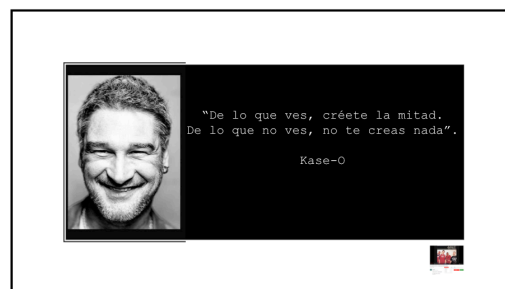 “De lo que ves, créete la mitad.
De lo que no ves, no te creas nada”.
Kase-O